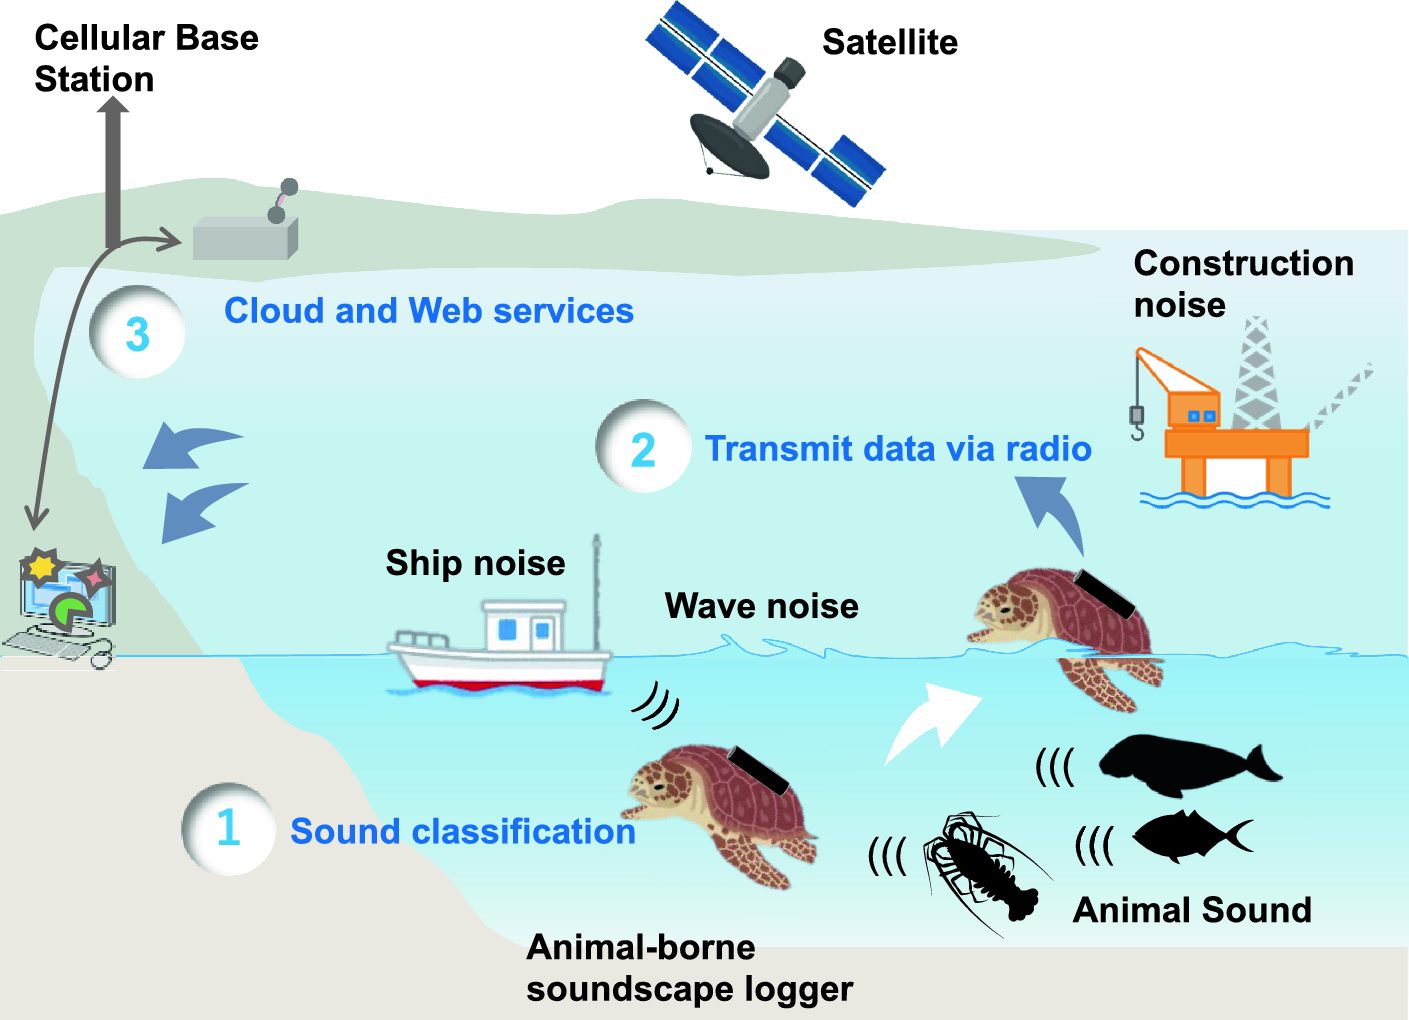 Cellular Base
Station
Satellite
Construction
noise
3
Cloud and Web services
2
Transmit data via radio
Ship noise
Wave noise
1
Sound classification
Animal Sound
Animal-borne
soundscape logger